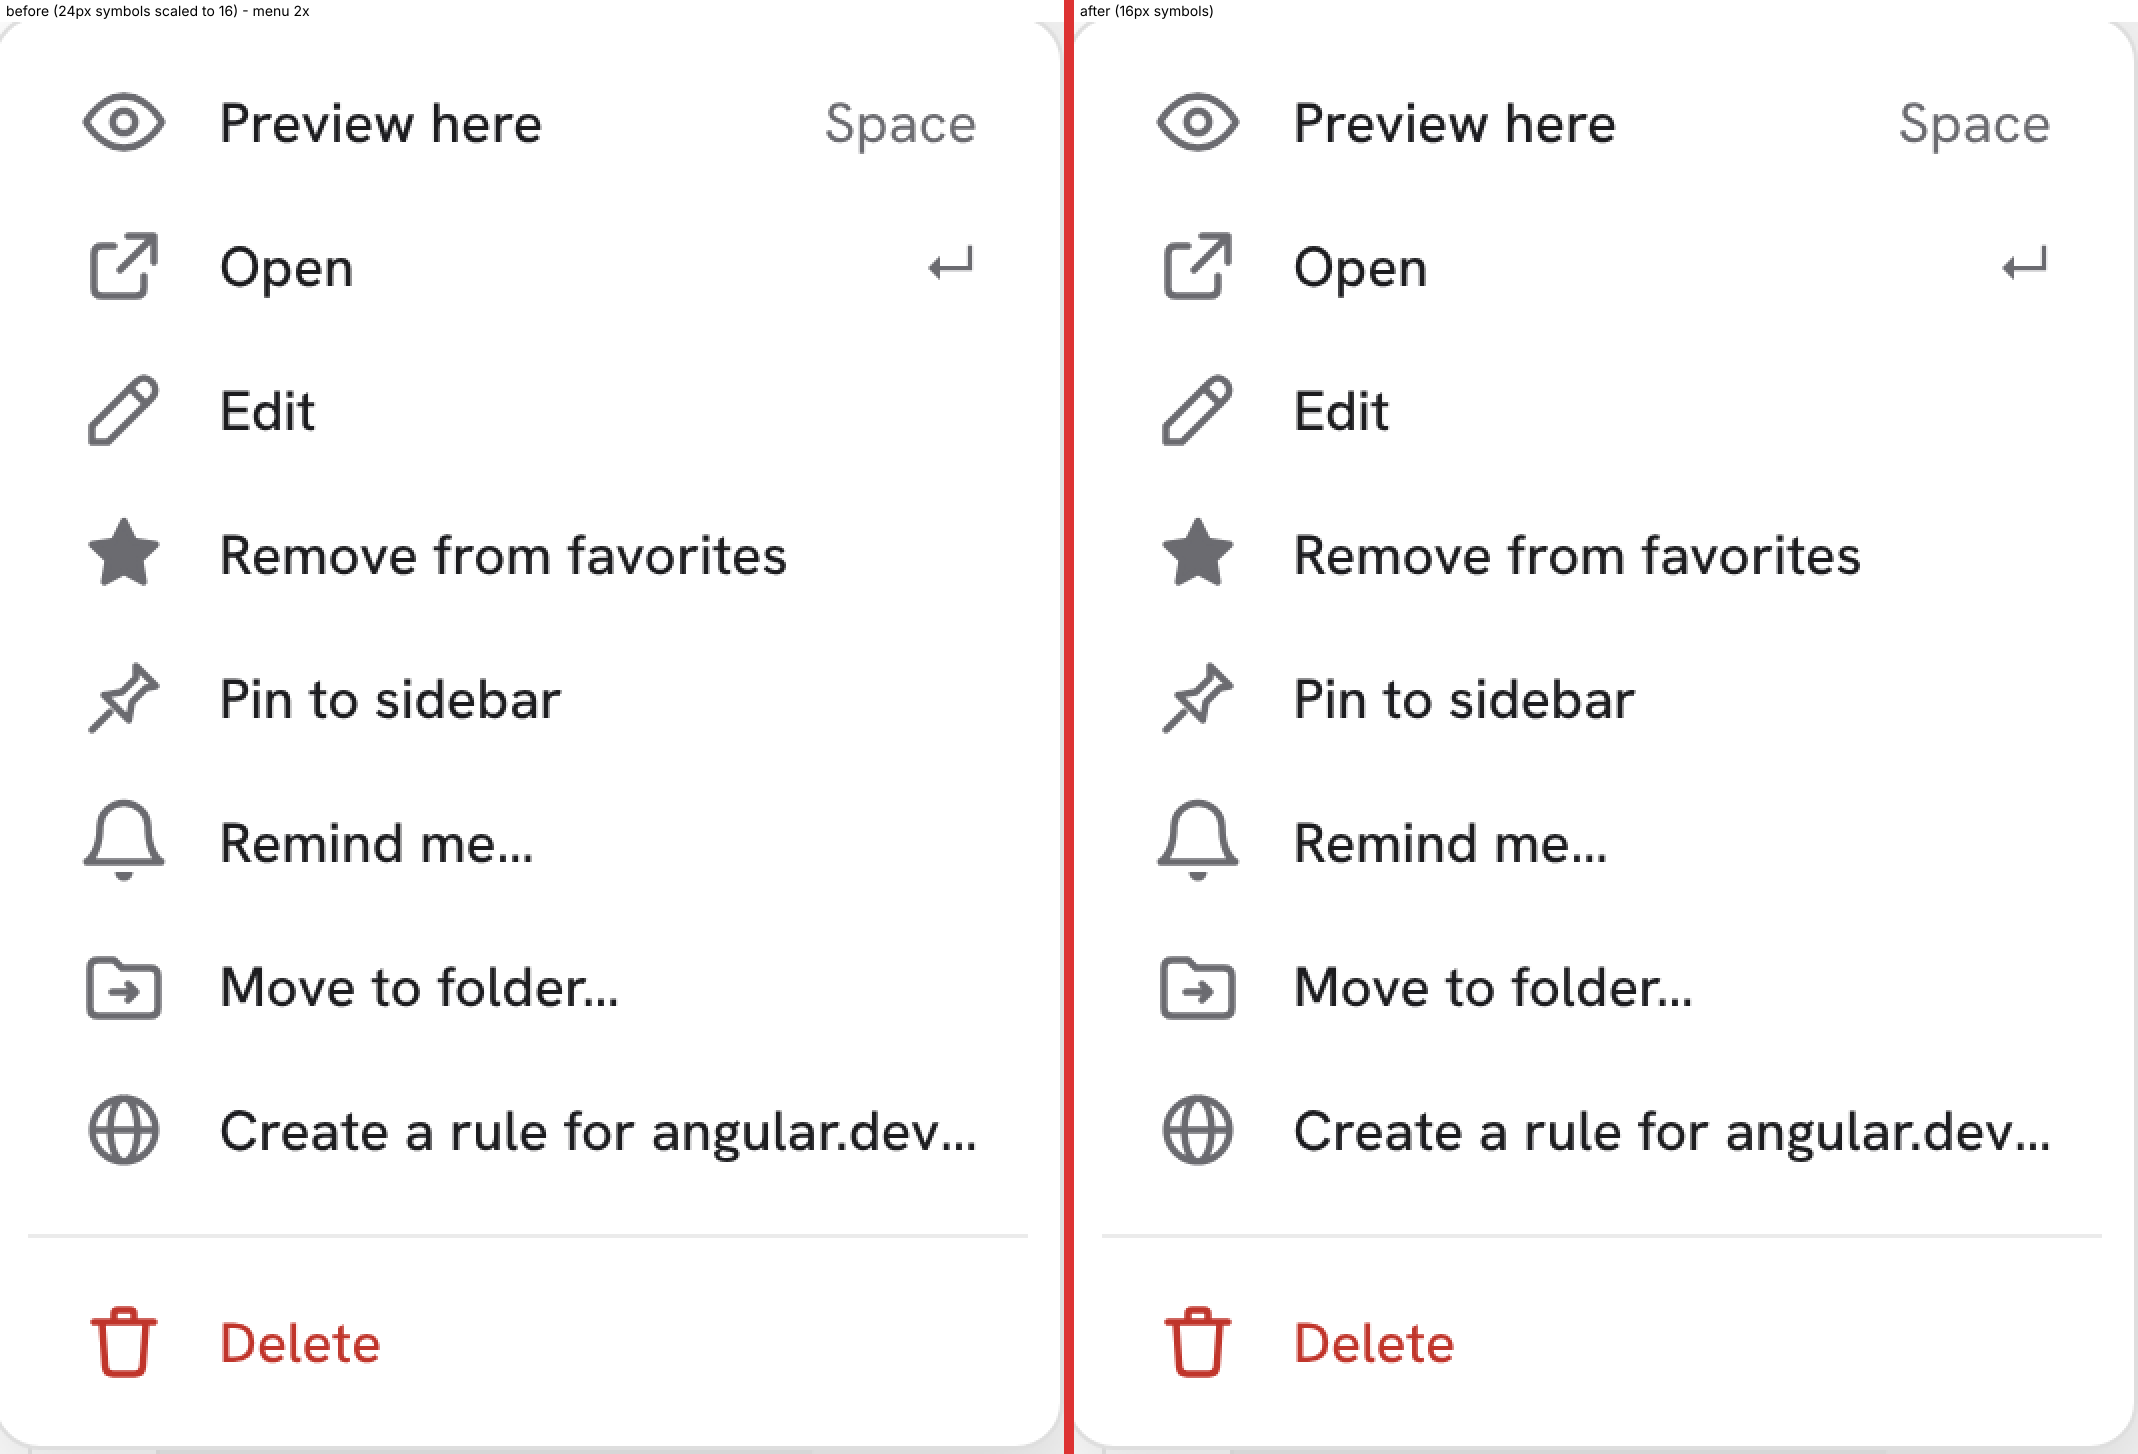 before (24px symbols scaled to 16) - menu 2x
Preview here Space
Open
Edit
Remove from favorites
Pin to sidebar
Remind me...
Move to folder...
Create a rule for angular.dev...
Delete
after (16px symbols)
Preview here Space
Open
Edit
Remove from favorites
Pin to sidebar
Remind me...
Move to folder...
Create a rule for angular.dev...
Delete